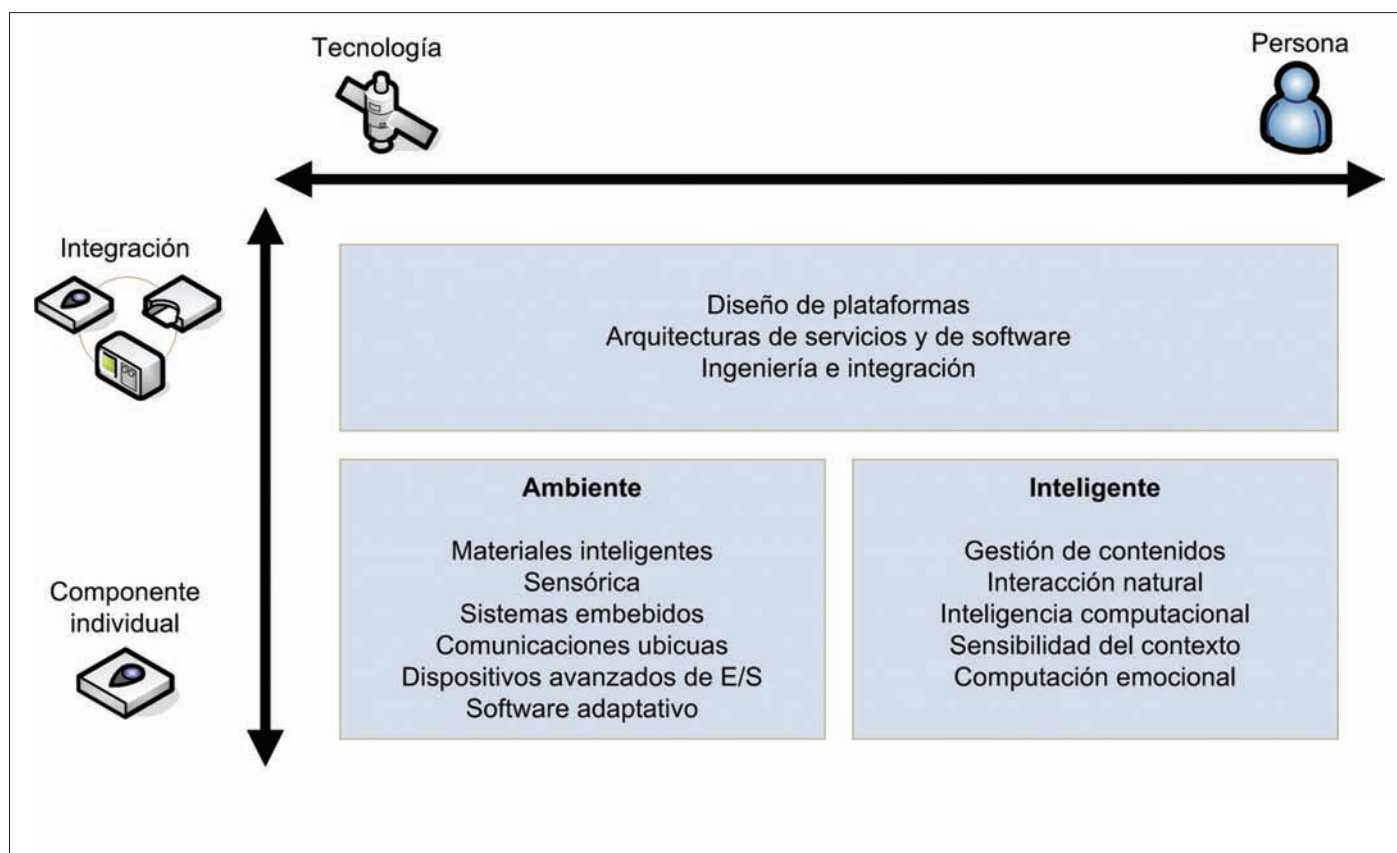 Tecnología
Persona
Integración
Diseño de plataformas
Arquitecturas de servicios y de software
Ingeniería e integración
Componente
individual
Ambiente
Materiales inteligentes
Sensórica
Sistemas embebidos
Comunicaciones ubicuas
Dispositivos avanzados de E/S
Software adaptativo
Inteligente
Gestión de contenidos
Interacción natural
Inteligencia computacional
Sensibilidad del contexto
Computación emocional